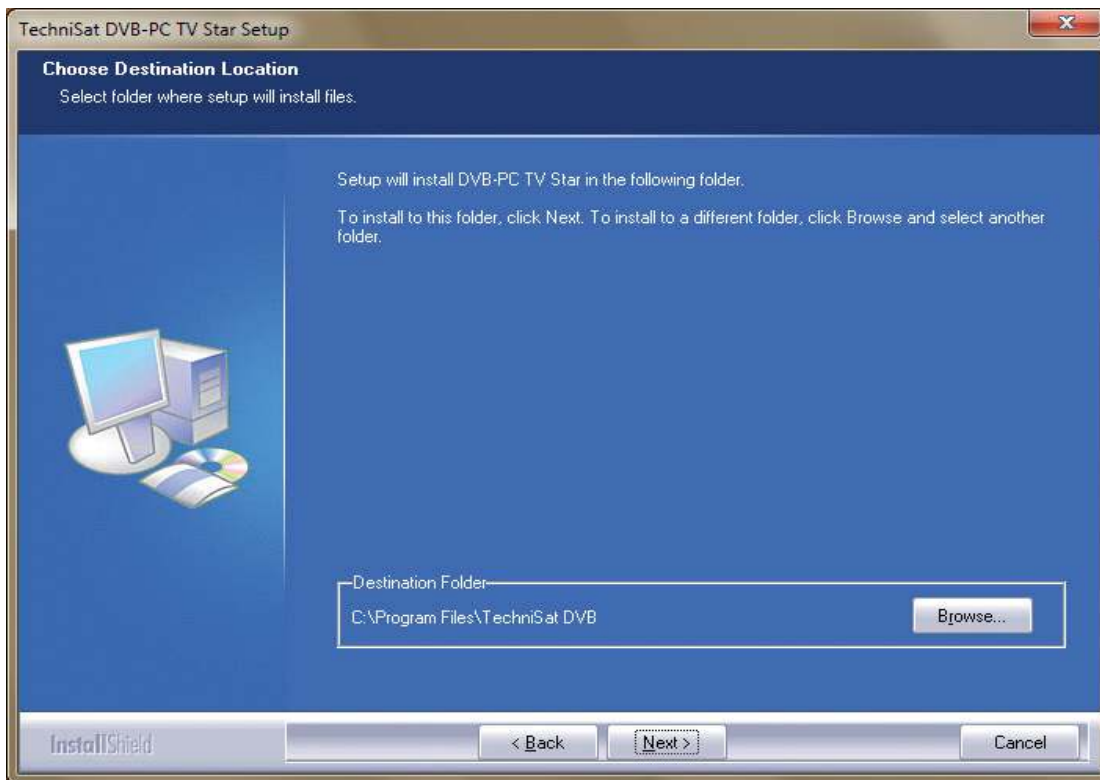 TechniSat DVB-PC TV Star Setup
Choose Destination Location
Select folder where setup will install files.
Setup will install DVB-PC TV Star in the following folder.
To install to this folder, click Next. To install to a different folder, click Browse and select another
folder.
Destination Folder
C:\Program Files\TechniSat DVB
Browse...
InstallShield
< Back
Next >
Cancel